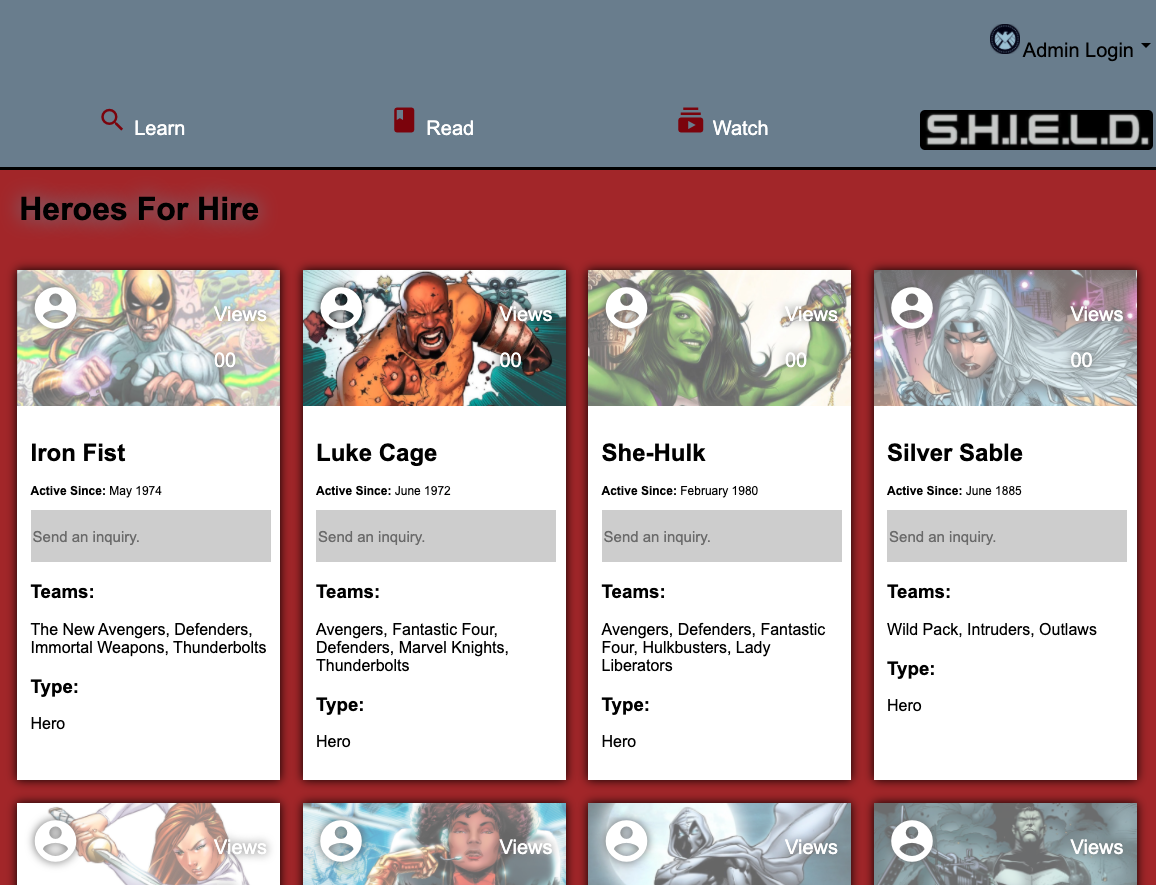 Admin Login
Learn
Read
Watch
S.H.I.E.L.D.
Heroes For Hire
Views
00
Iron Fist
Active Since: May 1974
Send an inquiry.
Teams:
The New Avengers, Defenders,
Immortal Weapons, Thunderbolts
Type:
Hero
Views
00
Luke Cage
Active Since: June 1972
Send an inquiry.
Teams:
Avengers, Fantastic Four,
Defenders, Marvel Knights,
Thunderbolts
Type:
Hero
Views
00
She-Hulk
Active Since: February 1980
Send an inquiry.
Teams:
Avengers, Defenders, Fantastic
Four, Hulkbusters, Lady
Liberators
Type:
Hero
Views
00
Silver Sable
Active Since: June 1885
Send an inquiry.
Teams:
Wild Pack, Intruders, Outlaws
Type:
Hero
Views
Views
Views
Views